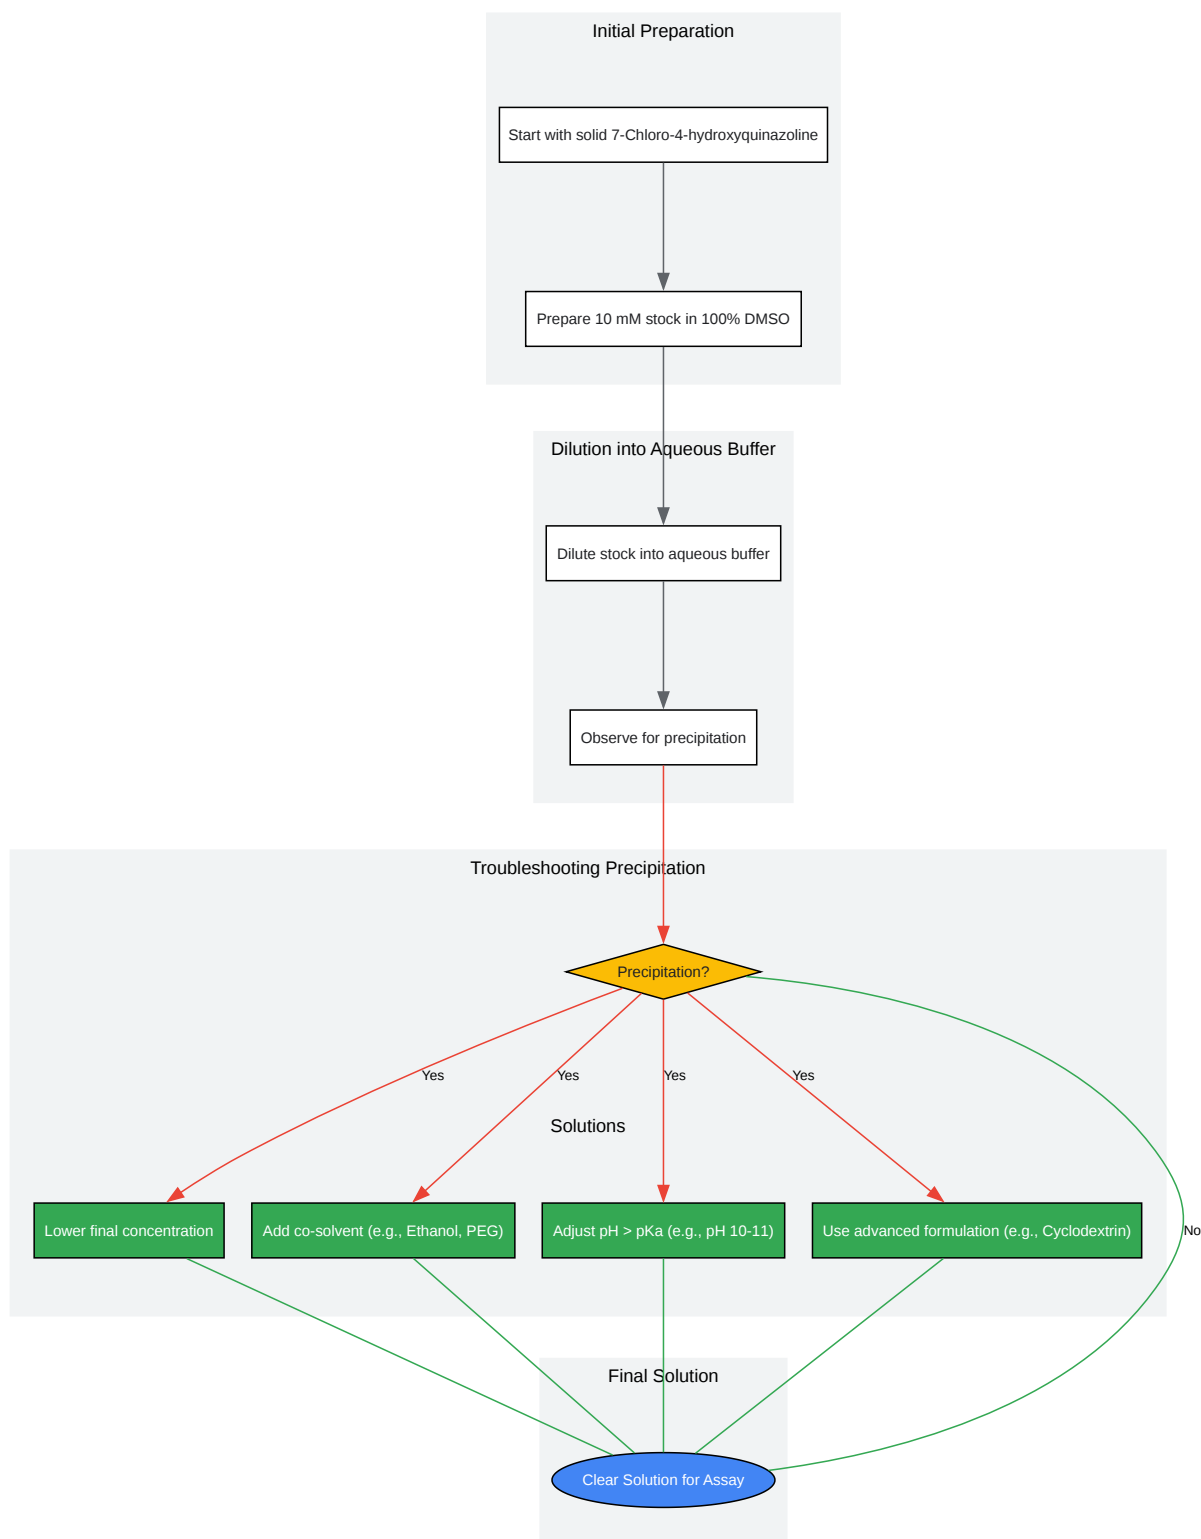 Initial Preparation
Start with solid 7-Chloro-4-hydroxyquinazoline
Prepare 10 mM stock in 100% DMSO
Dilution into Aqueous Buffer
Dilute stock into aqueous buffer
Observe for precipitation
Troubleshooting Precipitation
Precipitation?
Yes
Yes
Yes
Yes
Solutions
Lower final concentration
Add co-solvent (e.g., Ethanol, PEG)
Adjust pH > pKa (e.g., pH 10-11)
Use advanced formulation (e.g., Cyclodextrin)
No
Final Solution
Clear Solution for Assay